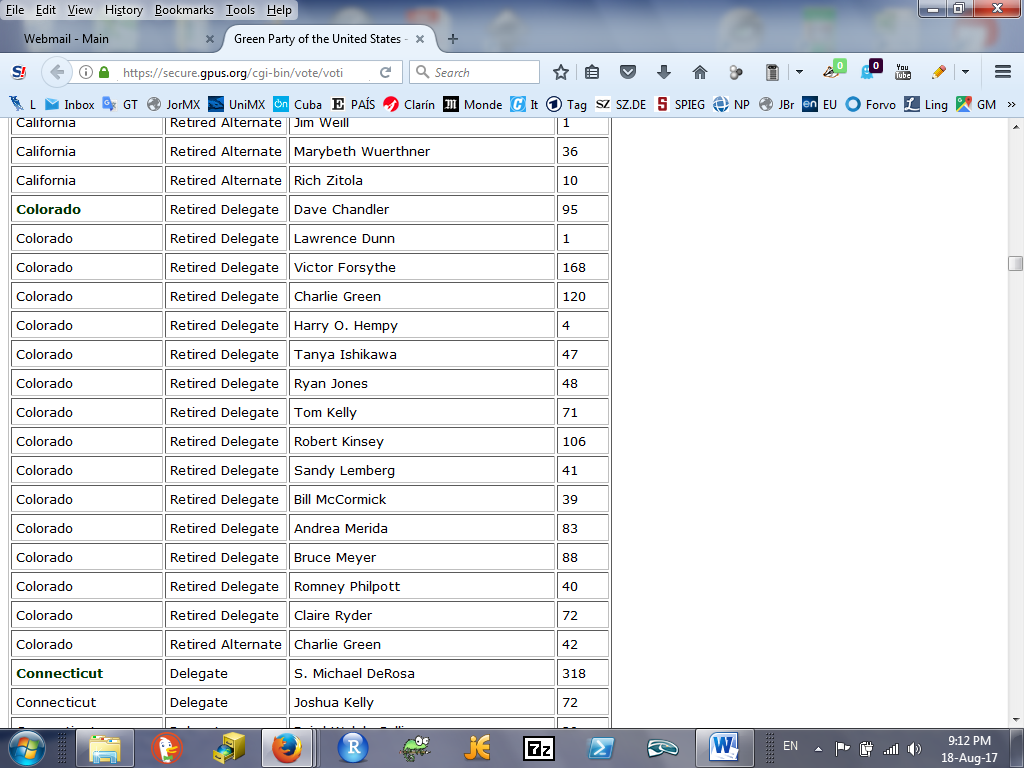 File Edit View History Bookmarks Tools Help
Webmail - Main × Green Party of the United States - × +
S! https://secure.gpus.org/cgi-bin/vote/voti Search 0 0 You Tube
L Inbox GT JorMX UniMX Cuba PAÍS Clarín Monde It Tag SZ.DE SPIEG NP JBr EU Forvo Ling GM »
California Retired Alternate Jim Weill 1
California Retired Alternate Marybeth Wuerthner 36
California Retired Alternate Rich Zitola 10
Colorado Retired Delegate Dave Chandler 95
Colorado Retired Delegate Lawrence Dunn 1
Colorado Retired Delegate Victor Forsythe 168
Colorado Retired Delegate Charlie Green 120
Colorado Retired Delegate Harry O. Hempy 4
Colorado Retired Delegate Tanya Ishikawa 47
Colorado Retired Delegate Ryan Jones 48
Colorado Retired Delegate Tom Kelly 71
Colorado Retired Delegate Robert Kinsey 106
Colorado Retired Delegate Sandy Lemberg 41
Colorado Retired Delegate Bill McCormick 39
Colorado Retired Delegate Andrea Merida 83
Colorado Retired Delegate Bruce Meyer 88
Colorado Retired Delegate Romney Philpott 40
Colorado Retired Delegate Claire Ryder 72
Colorado Retired Alternate Charlie Green 42
Connecticut Delegate S. Michael DeRosa 318
Connecticut Delegate Joshua Kelly 72
R 7z W EN 9:12 PM
18-Aug-17